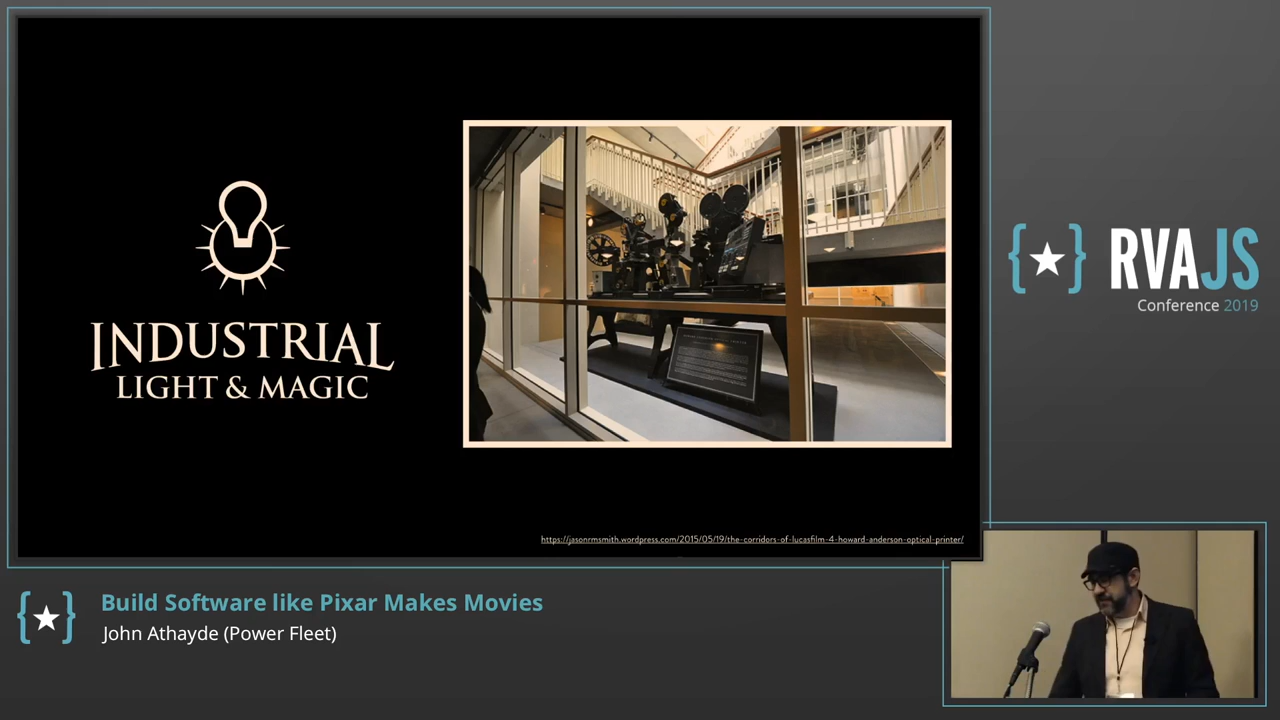 INDUSTRIAL
LIGHT & MAGIC
https://jasonrmsmith.wordpress.com/2015/05/19/the-corridors-of-lucasfilm-4-howard-anderson-optical-printer/
{★} RVAJS
Conference 2019
Build Software like Pixar Makes Movies
John Athayde (Power Fleet)